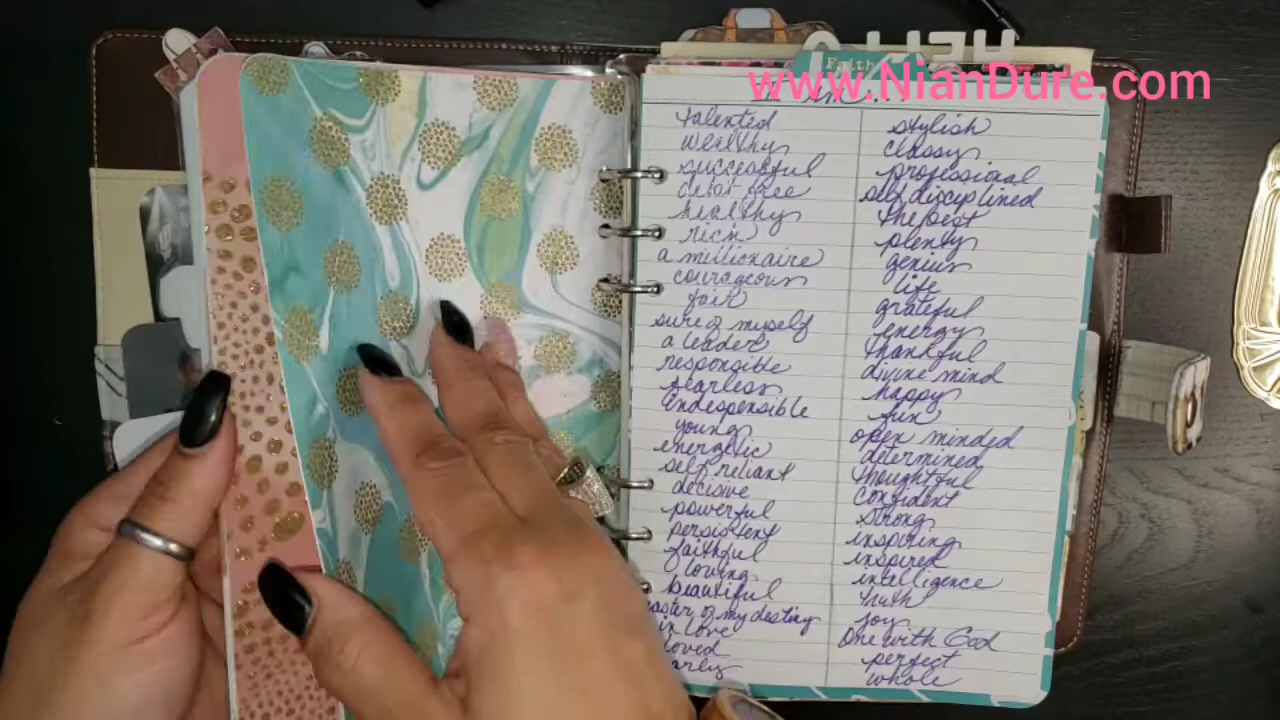 HELLO
Faith
www.NianDure.com
I am...
talented
wealthy
successful
debt free
healthy
rich
a millionaire
courageous
fair
sure of myself
a leader
responsible
fearless
indespensible
young
energetic
self reliant
decisive
powerful
persistent
faithful
loving
beautiful
master of my destiny
in love
loved
stylish
classy
professional
self disciplined
the best
plenty
genius
life
grateful
energy
thankful
divine mind
happy
fun
open minded
determined
thoughtful
confident
strong
inspiring
inspired
intelligence
truth
joy
One with God
perfect
whole